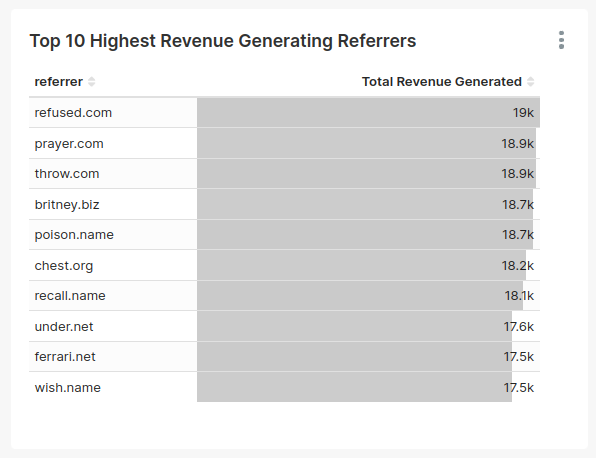 Top 10 Highest Revenue Generating Referrers
referrer Total Revenue Generated
refused.com 19k
prayer.com 18.9k
throw.com 18.9k
britney.biz 18.7k
poison.name 18.7k
chest.org 18.2k
recall.name 18.1k
under.net 17.6k
ferrari.net 17.5k
wish.name 17.5k